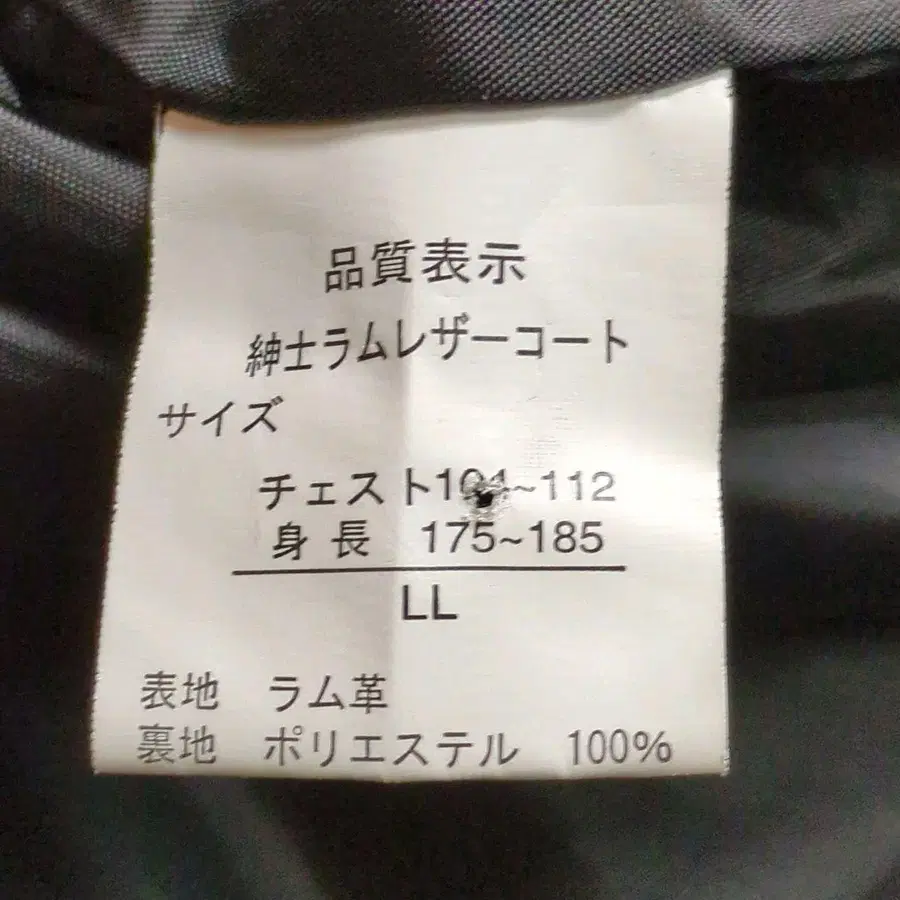 品質表示
紳士ラムレザーコート
サイズ
チェスト104~112
身長 175~185
LL
表地 ラム革
裏地 ポリエステル 100%